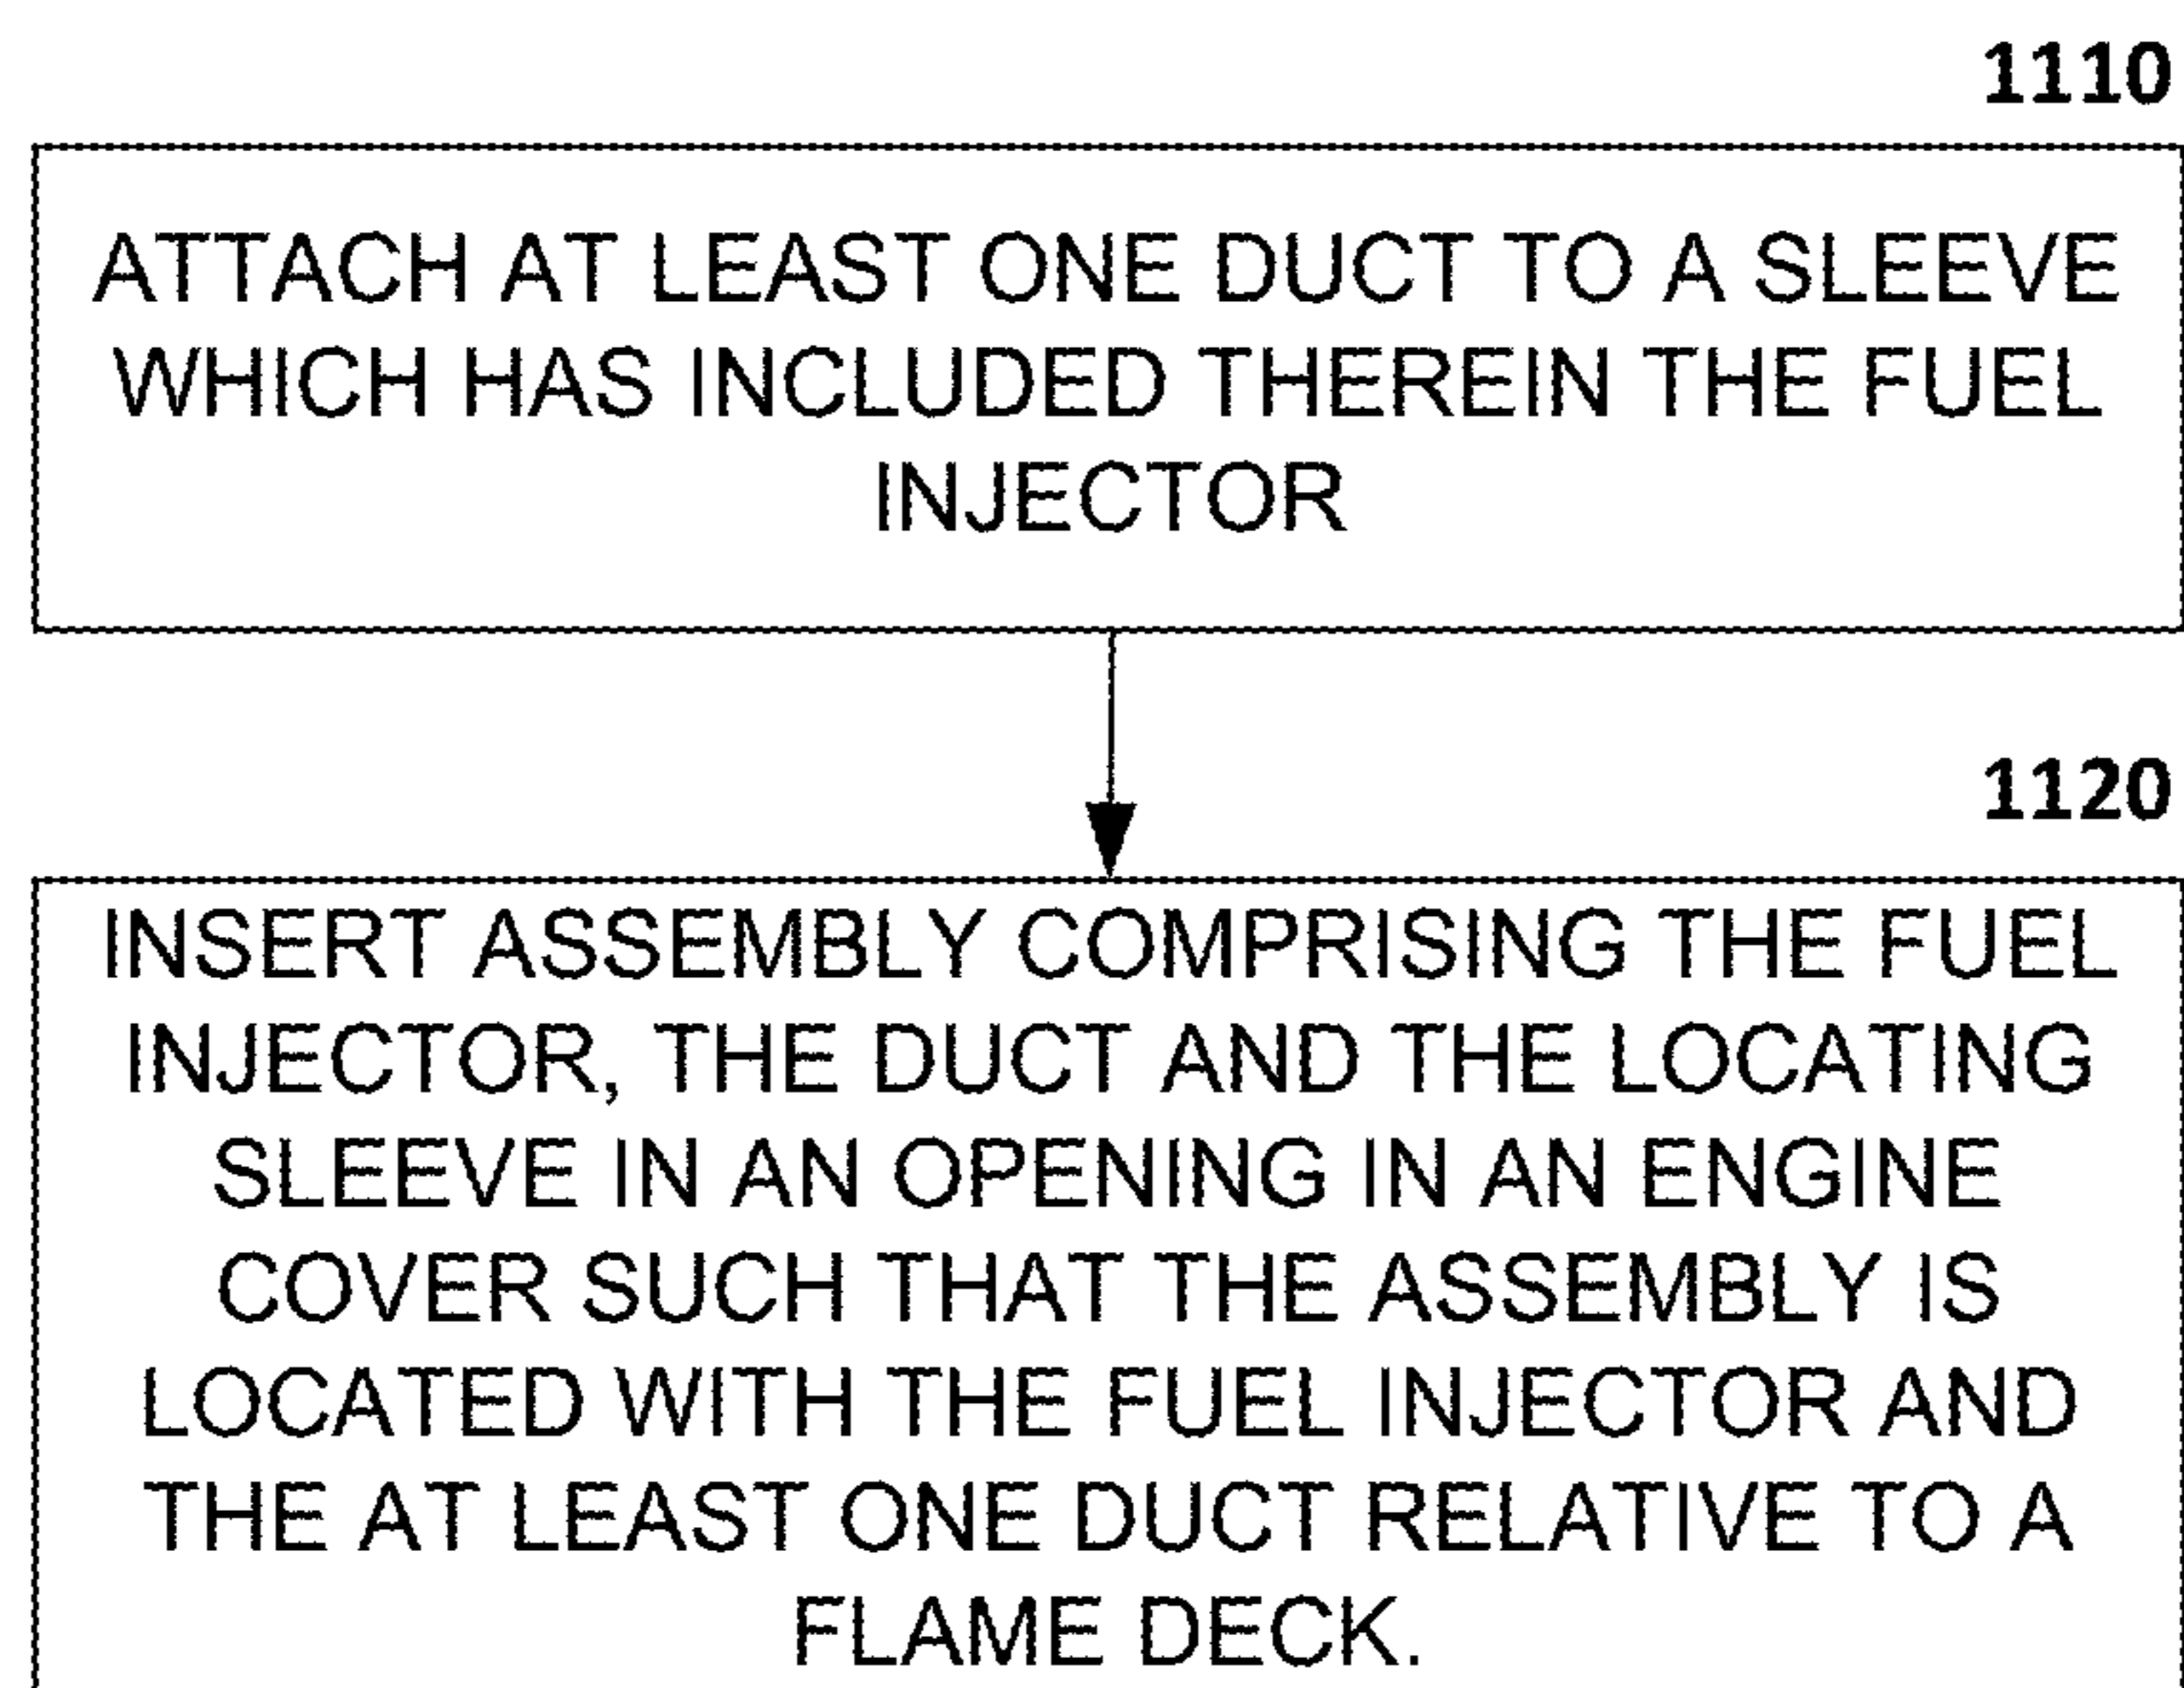 1110
ATTACH AT LEAST ONE DUCT TO A SLEEVE
WHICH HAS INCLUDED THEREIN THE FUEL
INJECTOR
1120
INSERT ASSEMBLY COMPRISING THE FUEL
INJECTOR, THE DUCT AND THE LOCATING
SLEEVE IN AN OPENING IN AN ENGINE
COVER SUCH THAT THE ASSEMBLY IS
LOCATED WITH THE FUEL INJECTOR AND
THE AT LEAST ONE DUCT RELATIVE TO A
FLAME DECK.